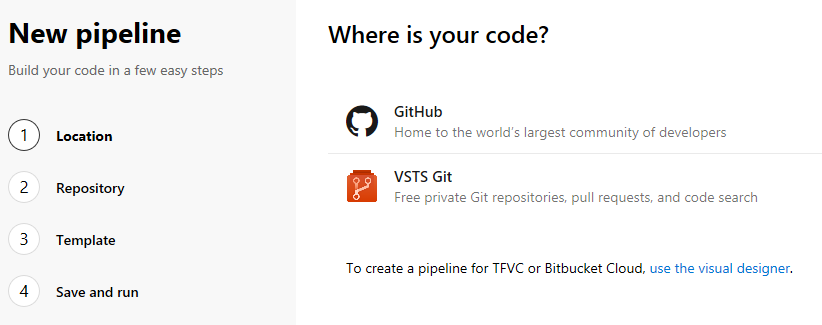 New pipeline
Build your code in a few easy steps
1 Location
2 Repository
3 Template
4 Save and run
Where is your code?
GitHub
Home to the world's largest community of developers
VSTS Git
Free private Git repositories, pull requests, and code search
To create a pipeline for TFVC or Bitbucket Cloud, use the visual designer.